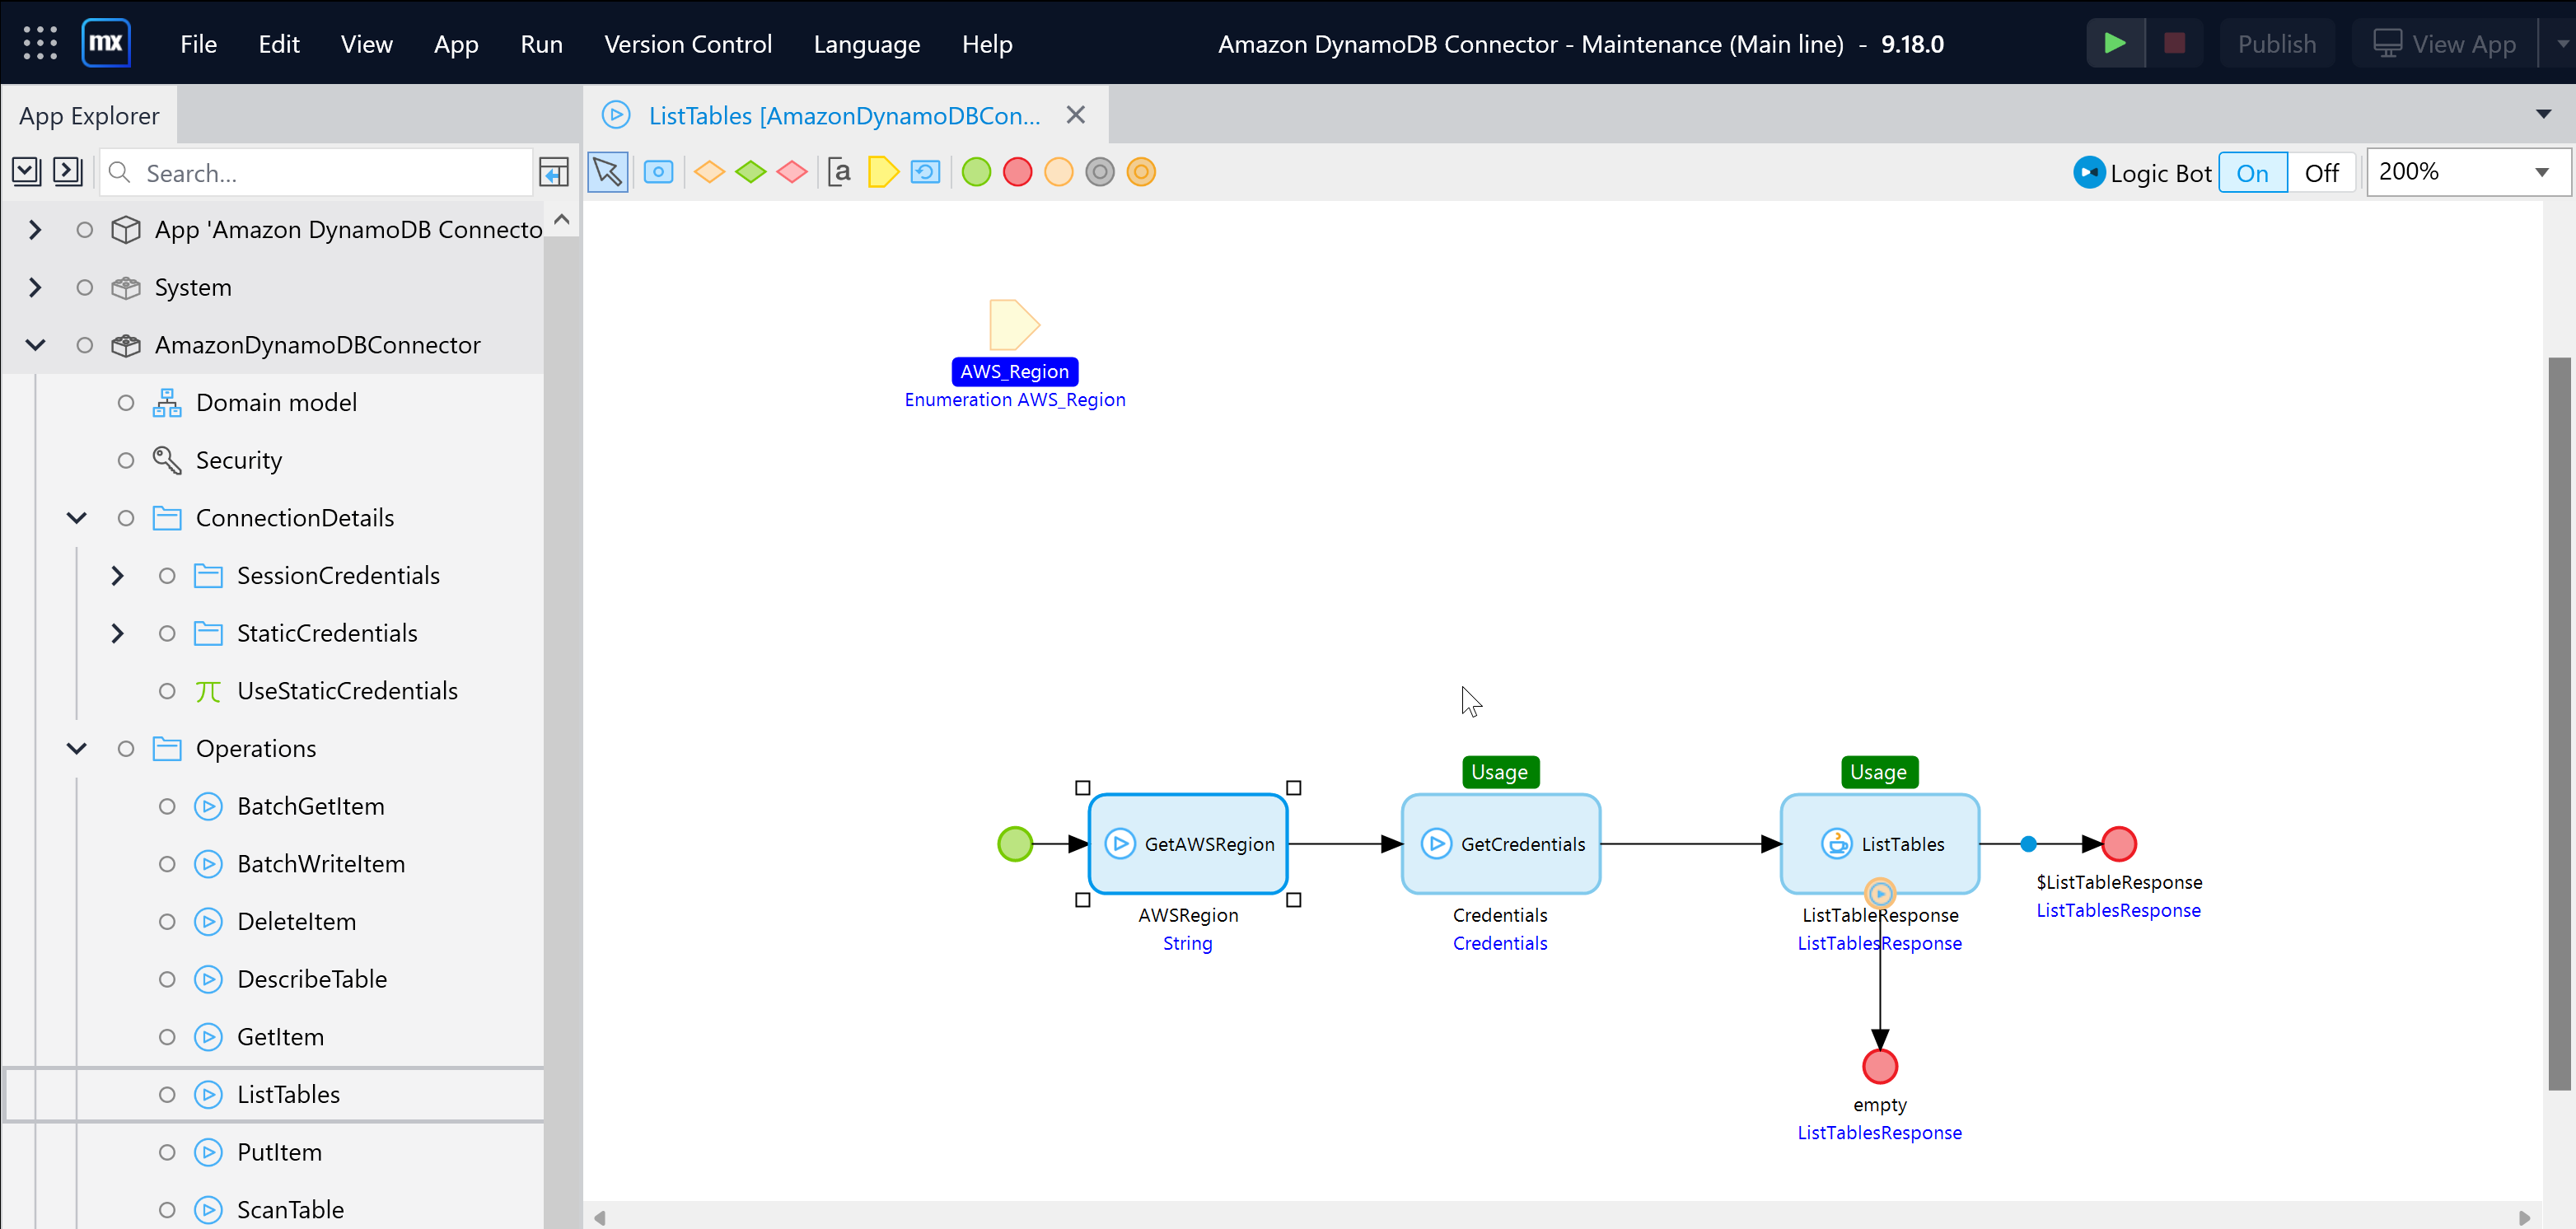 mx File Edit View App Run Version Control Language Help Amazon DynamoDB Connector - Maintenance (Main line) - 9.18.0 Publish View App
App Explorer
ListTables [AmazonDynamoDBCon...
Search...
Logic Bot On Off 200%
App 'Amazon DynamoDB Connecto
System
AmazonDynamoDBConnector
Domain model
Security
ConnectionDetails
SessionCredentials
StaticCredentials
UseStaticCredentials
Operations
BatchGetItem
BatchWriteItem
DeleteItem
DescribeTable
GetItem
ListTables
PutItem
ScanTable
AWS_Region
Enumeration AWS_Region
Usage
Usage
GetAWSRegion
GetCredentials
ListTables
AWSRegion
String
Credentials
Credentials
ListTableResponse
ListTablesResponse
$ListTableResponse
ListTablesResponse
empty
ListTablesResponse